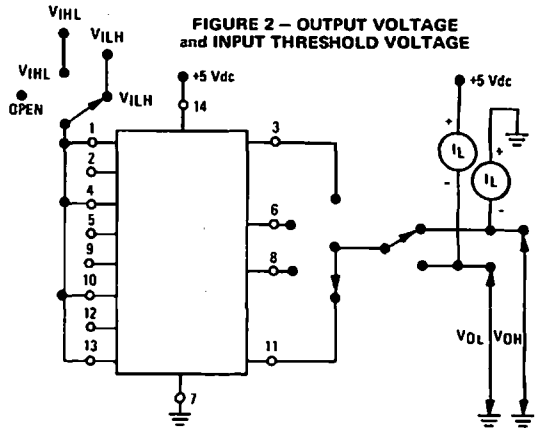 FIGURE 2 – OUTPUT VOLTAGE
and INPUT THRESHOLD VOLTAGE
VIHL
VILH
VIHL
OPEN
VILH
+5 Vdc
14
+5 Vdc
1
2
4
5
9
10
12
13
3
6
8
11
7
+
IL
-
+
IL
-
VOL
VOH